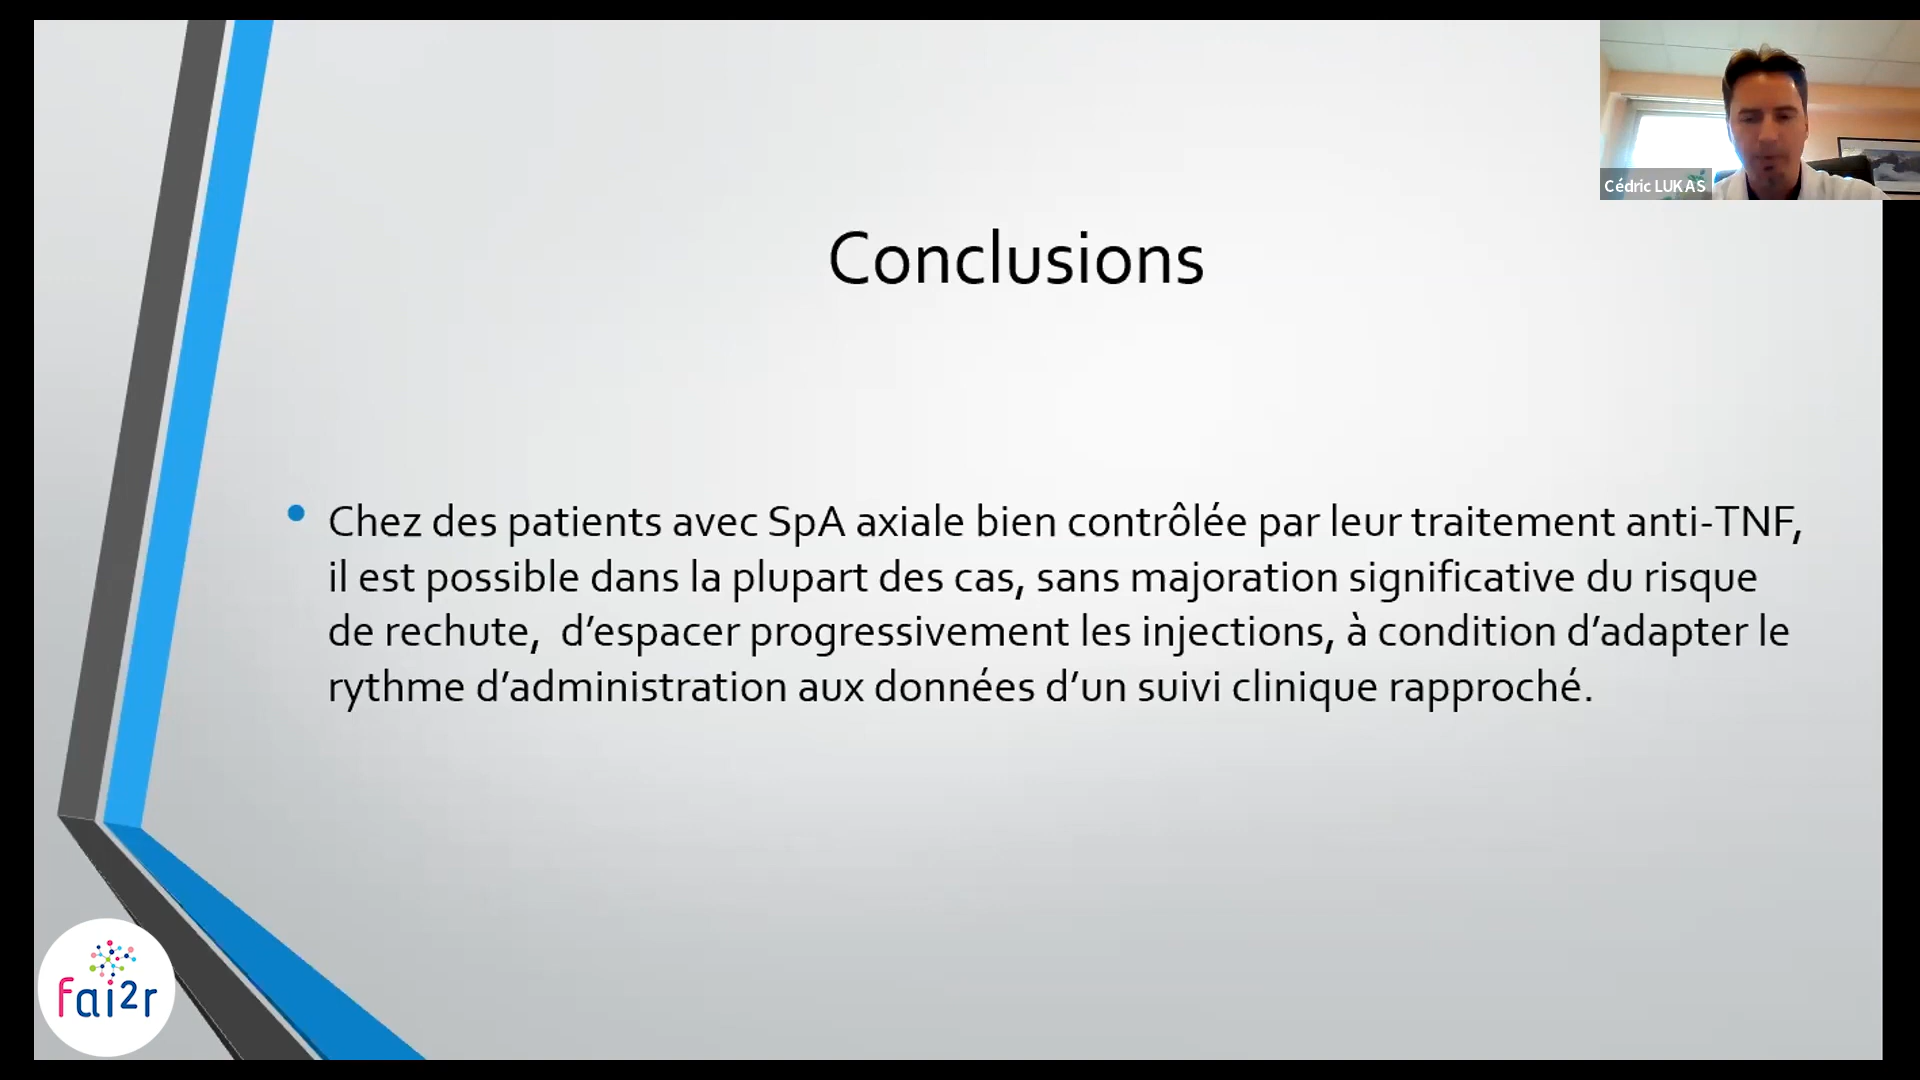 Cédric LUKAS
Conclusions
• Chez des patients avec SpA axiale bien contrôlée par leur traitement anti-TNF,
il est possible dans la plupart des cas, sans majoration significative du risque
de rechute,  d’espacer progressivement les injections, à condition d’adapter le
rythme d’administration aux données d’un suivi clinique rapproché.
fai2r